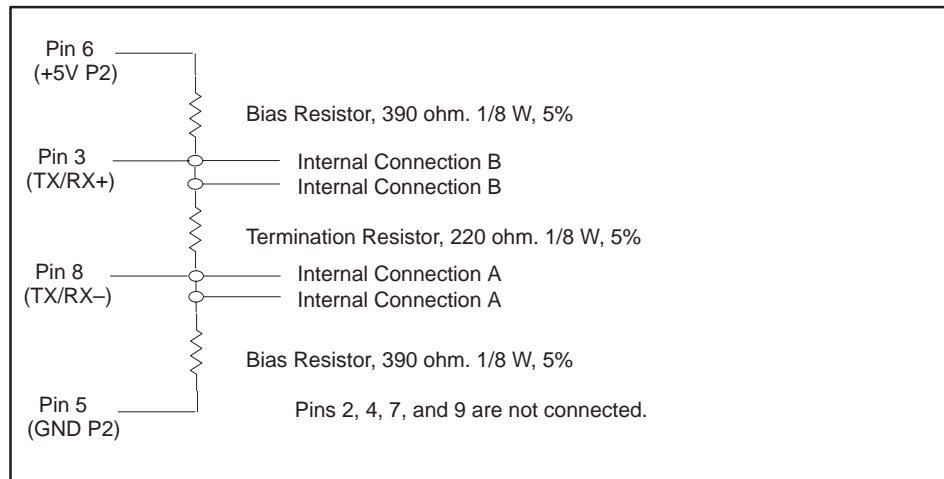 Pin 6
(+5V P2)
Bias Resistor, 390 ohm. 1/8 W, 5%
Pin 3
(TX/RX+)
Internal Connection B
Internal Connection B
Termination Resistor, 220 ohm. 1/8 W, 5%
Pin 8
(TX/RX–)
Internal Connection A
Internal Connection A
Bias Resistor, 390 ohm. 1/8 W, 5%
Pin 5
(GND P2)
Pins 2, 4, 7, and 9 are not connected.